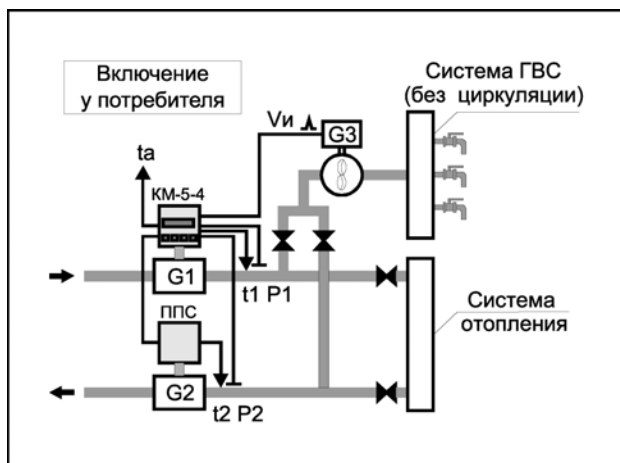 Включение
у потребителя
Система ГВС
(без циркуляции)
Vи
G3
ta
КМ-5-4
G1
t1 P1
ППС
Система
отопления
G2
t2 P2